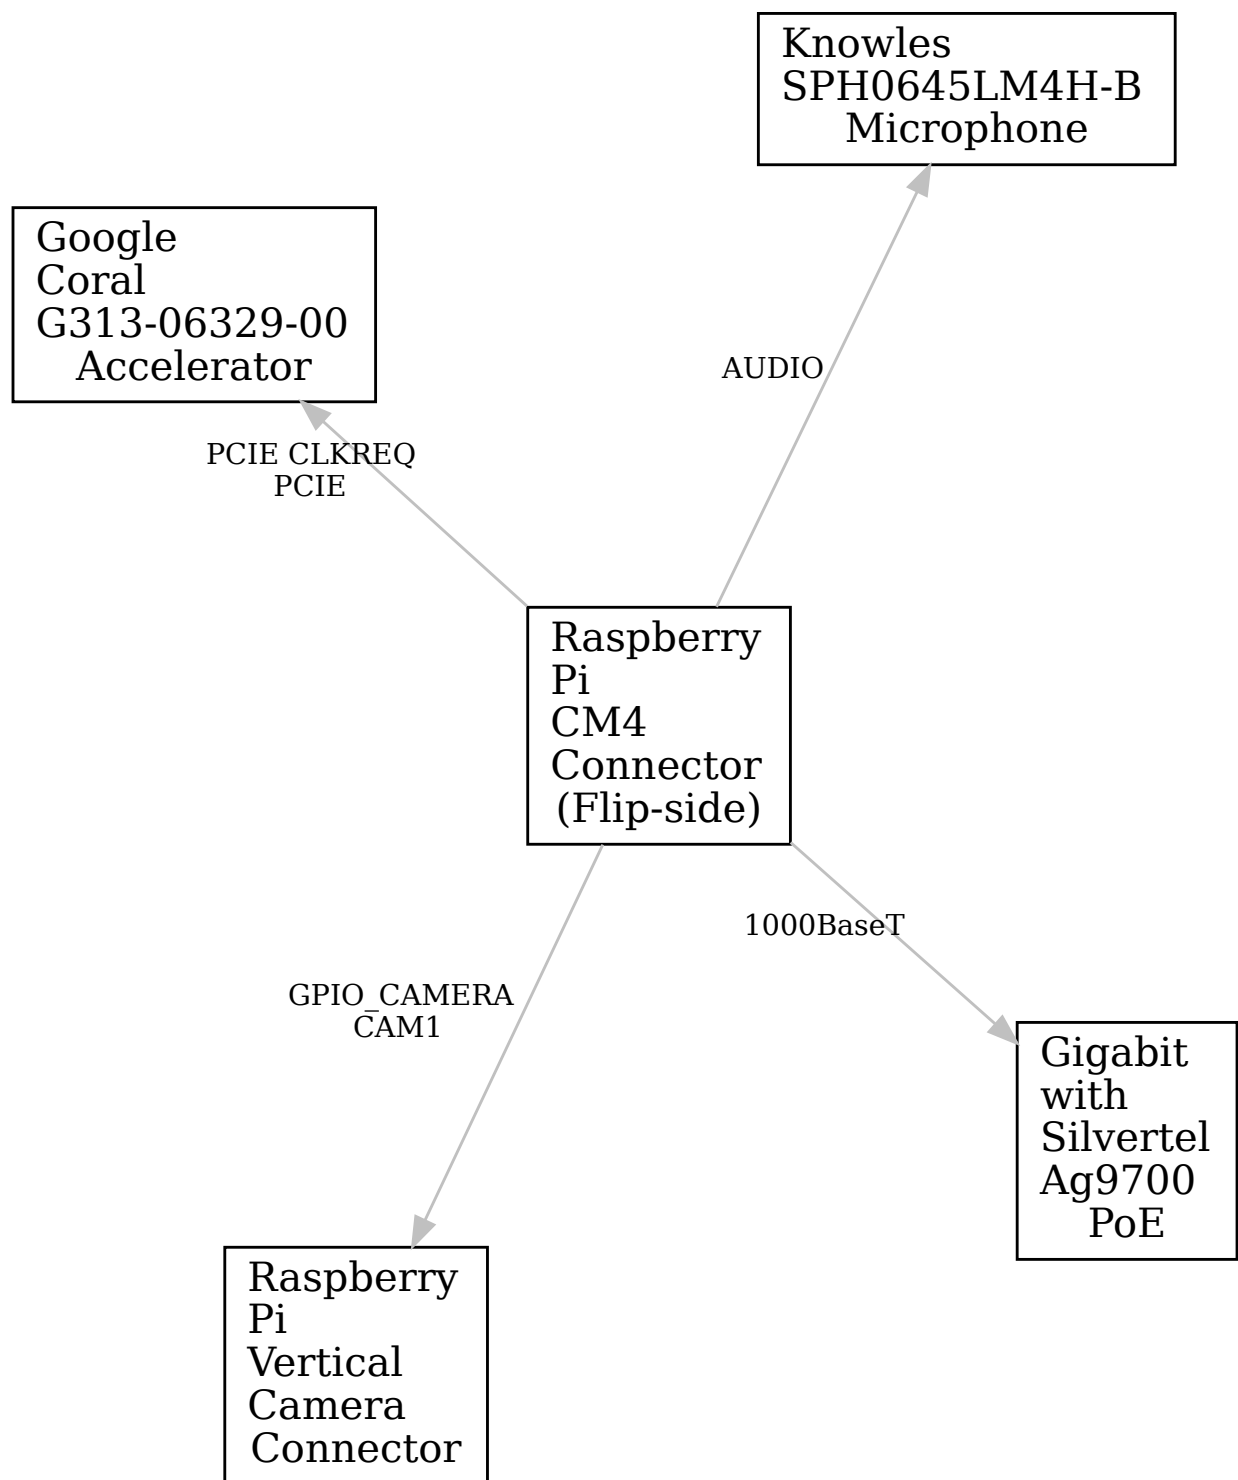 Knowles
SPH0645LM4H-B
Microphone
Google
Coral
G313-06329-00
Accelerator
AUDIO
PCIE CLKREQ
PCIE
Raspberry
Pi
CM4
Connector
(Flip-side)
1000BaseT
GPIO_CAMERA
CAM1
Gigabit
with
Silvertel
Ag9700
PoE
Raspberry
Pi
Vertical
Camera
Connector